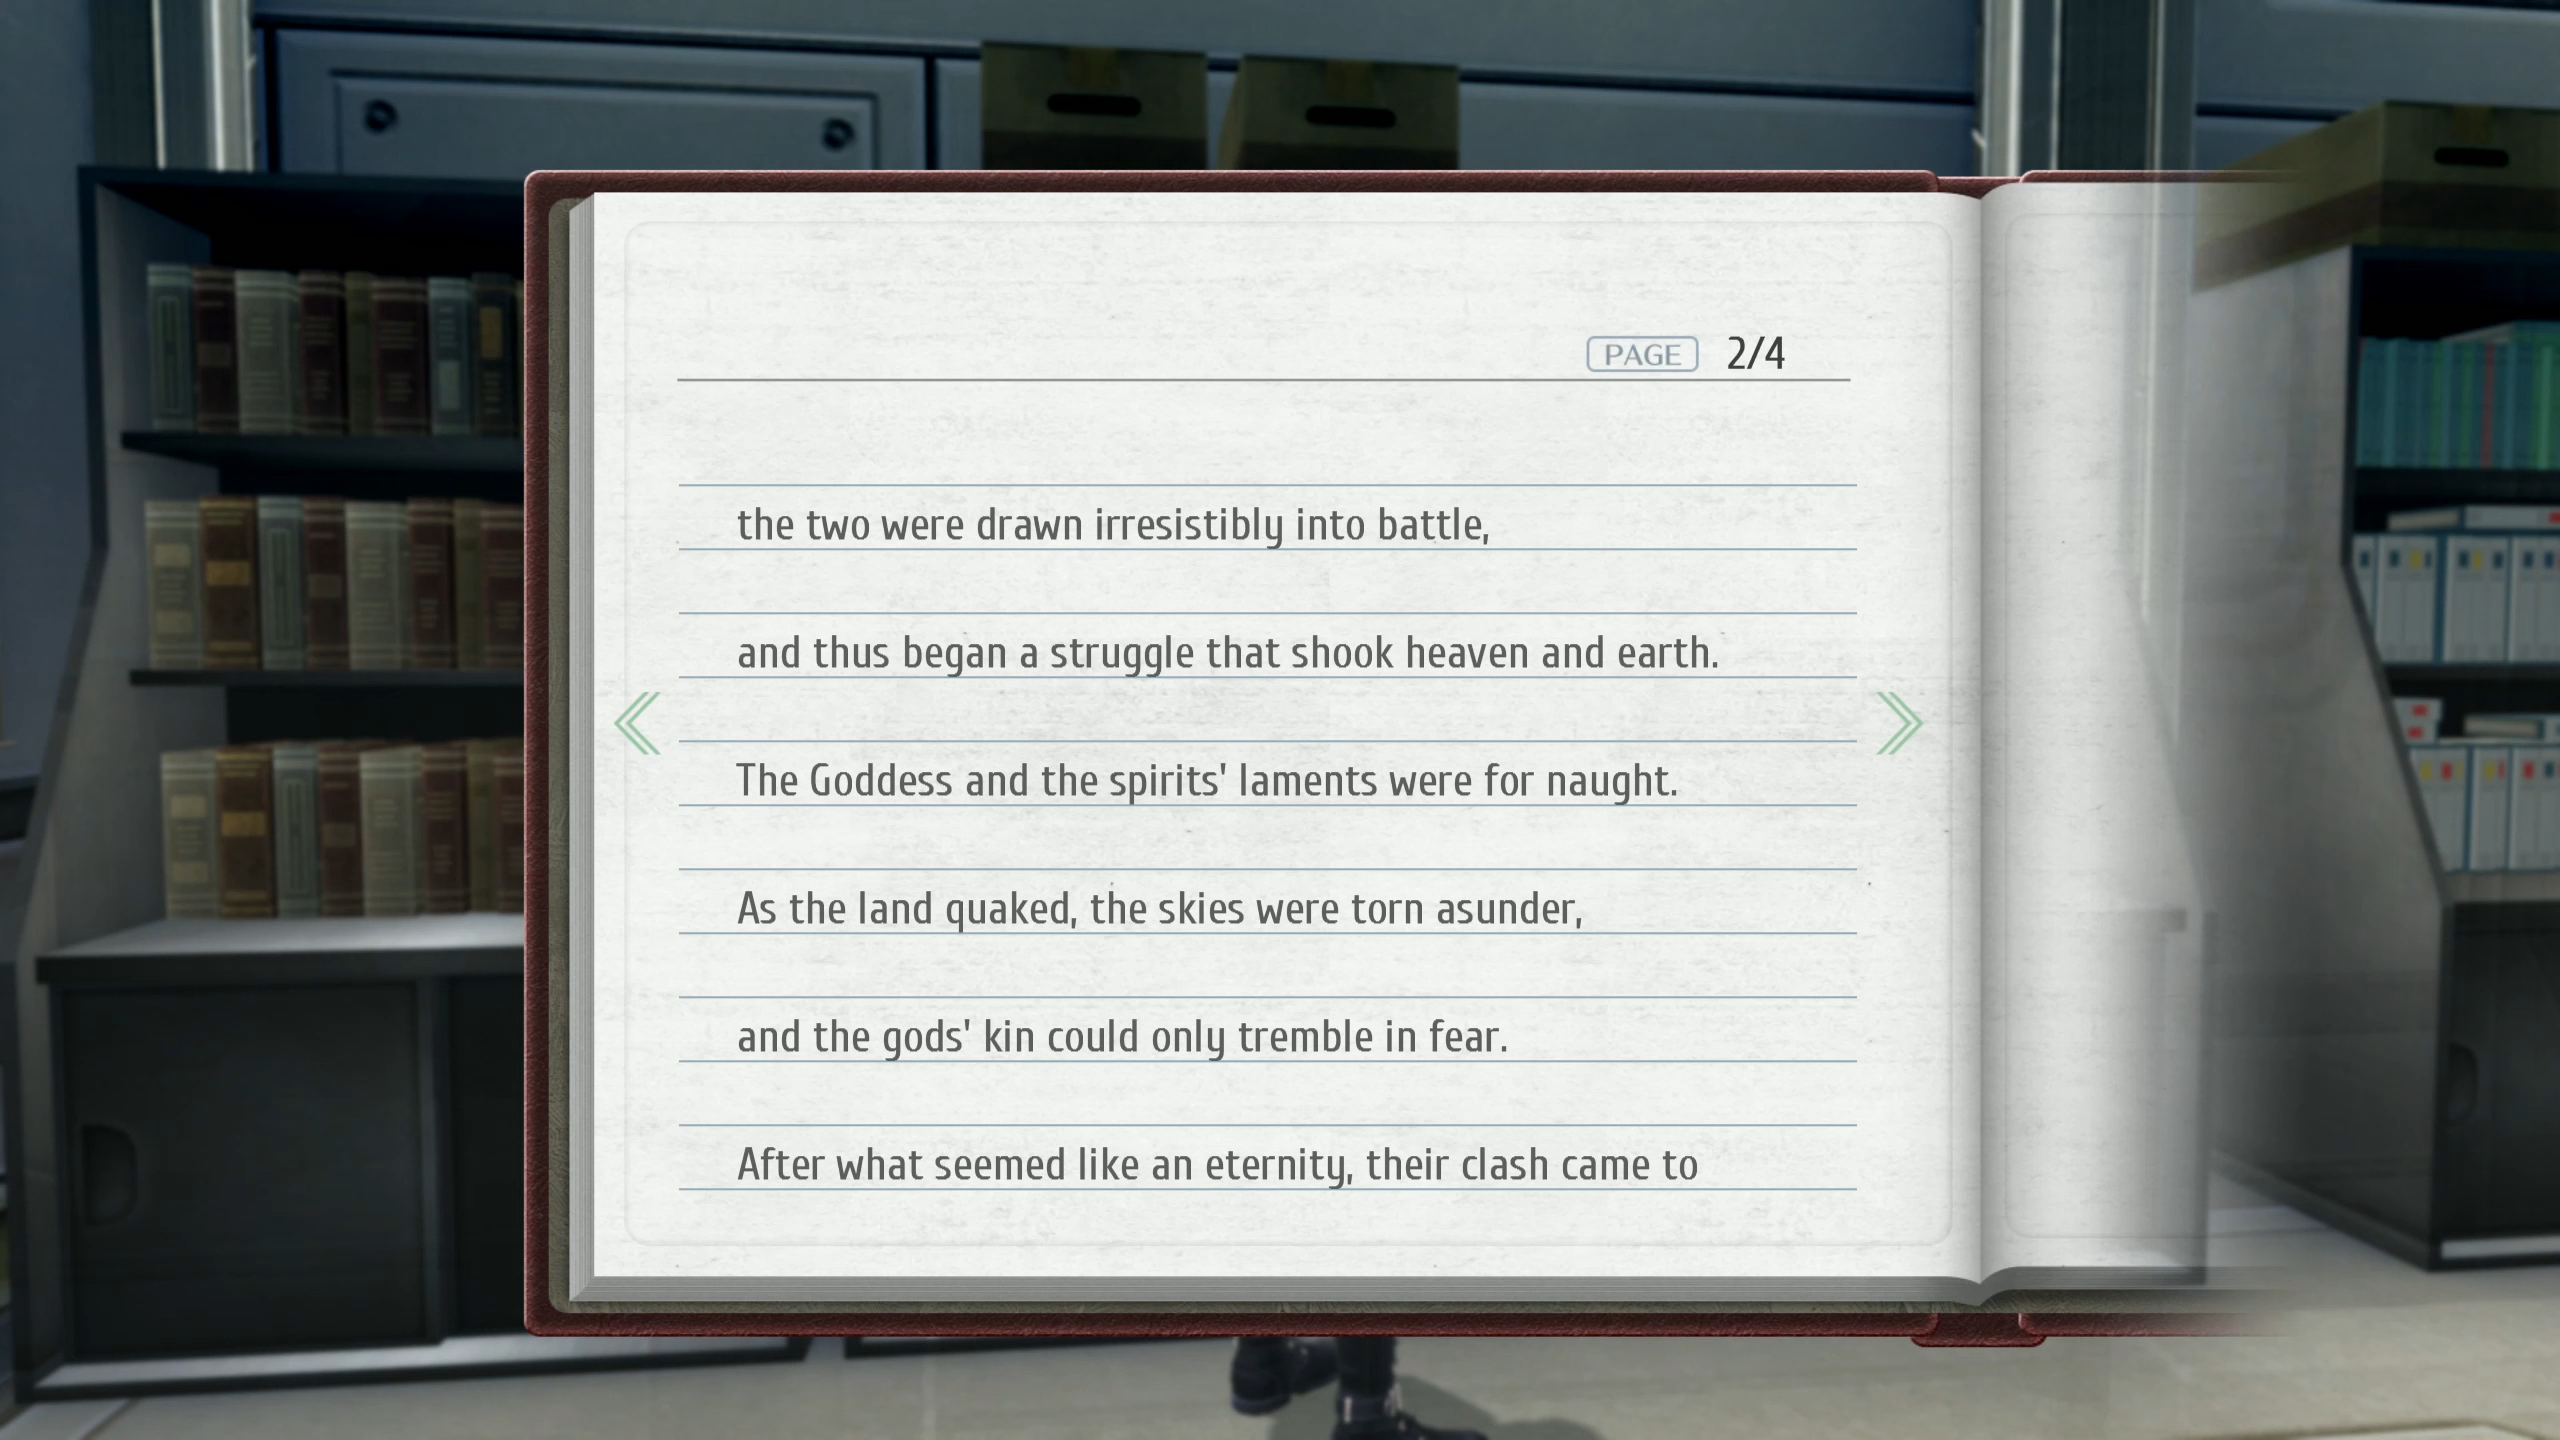 PAGE 2/4
the two were drawn irresistibly into battle,
and thus began a struggle that shook heaven and earth.
The Goddess and the spirits' laments were for naught.
As the land quaked, the skies were torn asunder,
and the gods' kin could only tremble in fear.
After what seemed like an eternity, their clash came to